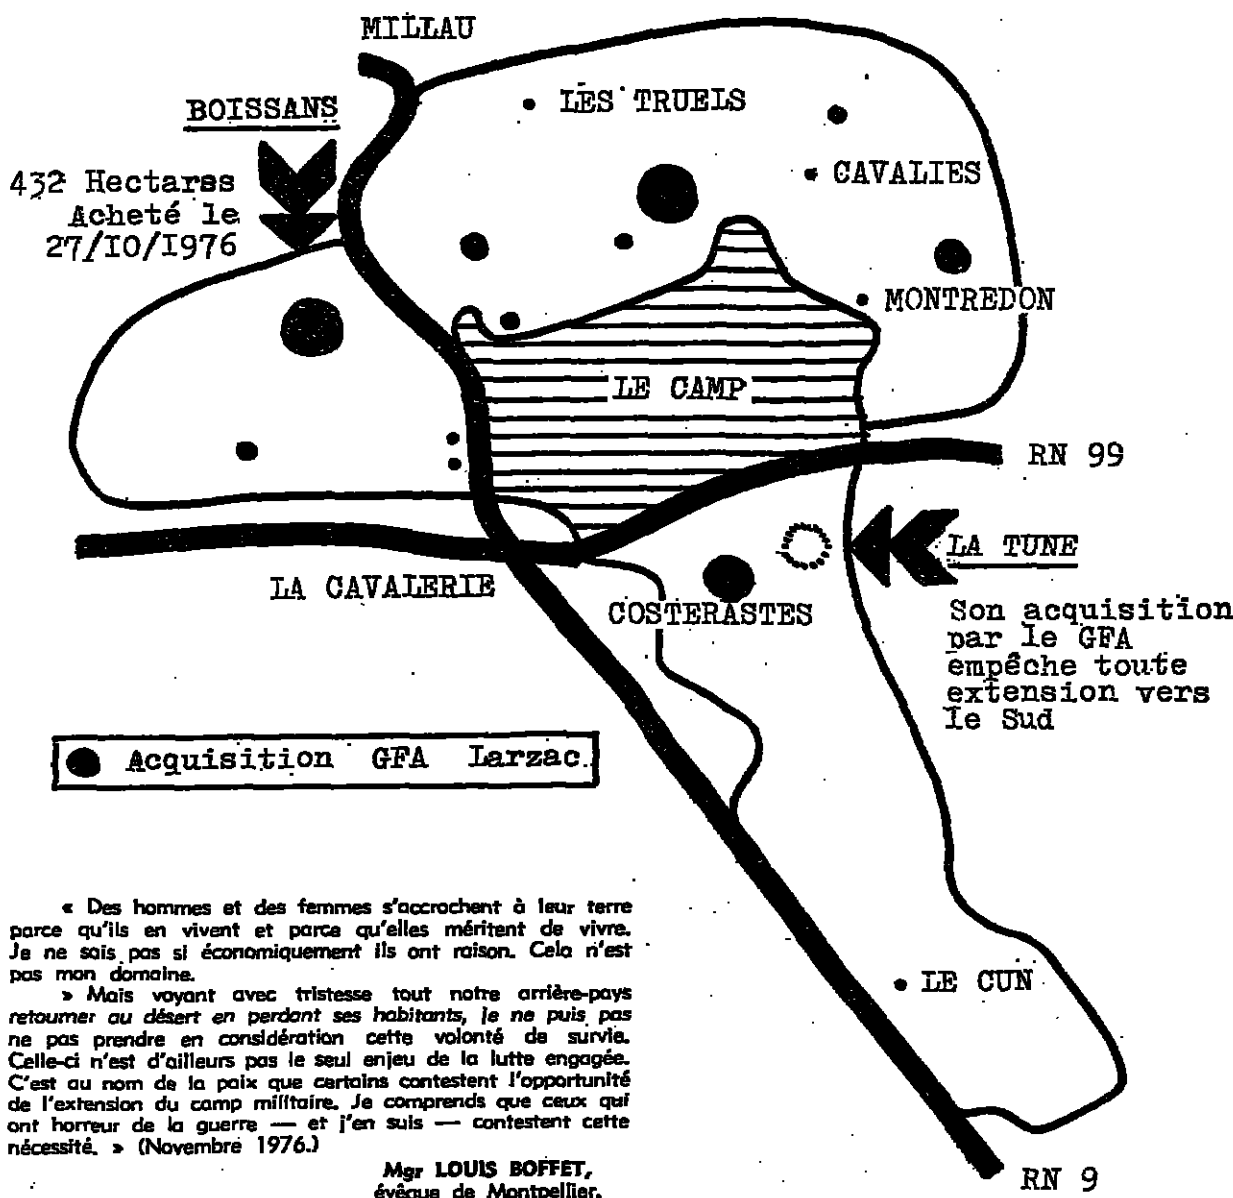 MILLAU
BOISSANS
432 Hectarss
Acheté le
27/IO/I976
LES TRUELS
CAVALIES
MONTREDON
LE CAMP
RN 99
LA TUNE
Son acquisition
par le GFA
empêche toute
extension vers
le Sud
LA CAVALERIE
COSTERASTES
Acquisition GFA Larzac
LE CUN
RN 9
« Des hommes et des femmes s'accrochent à leur terre
parce qu'ils en vivent et parce qu'elles méritent de vivre.
Je ne sais pas si économiquement ils ont raison. Cela n'est
pas mon domaine.
» Mais voyant avec tristesse tout notre arrière-pays
retourner au désert en perdant ses habitants, je ne puis pas
ne pas prendre en considération cette volonté de survie.
Celle-ci n'est d'ailleurs pas le seul enjeu de la lutte engagée.
C'est au nom de la paix que certains contestent l'opportunité
de l'extension du camp militaire. Je comprends que ceux qui
ont horreur de la guerre — et j'en suis — contestent cette
nécessité. » (Novembre 1976.)
Mgr LOUIS BOFFET,
évêque de Montpellier.